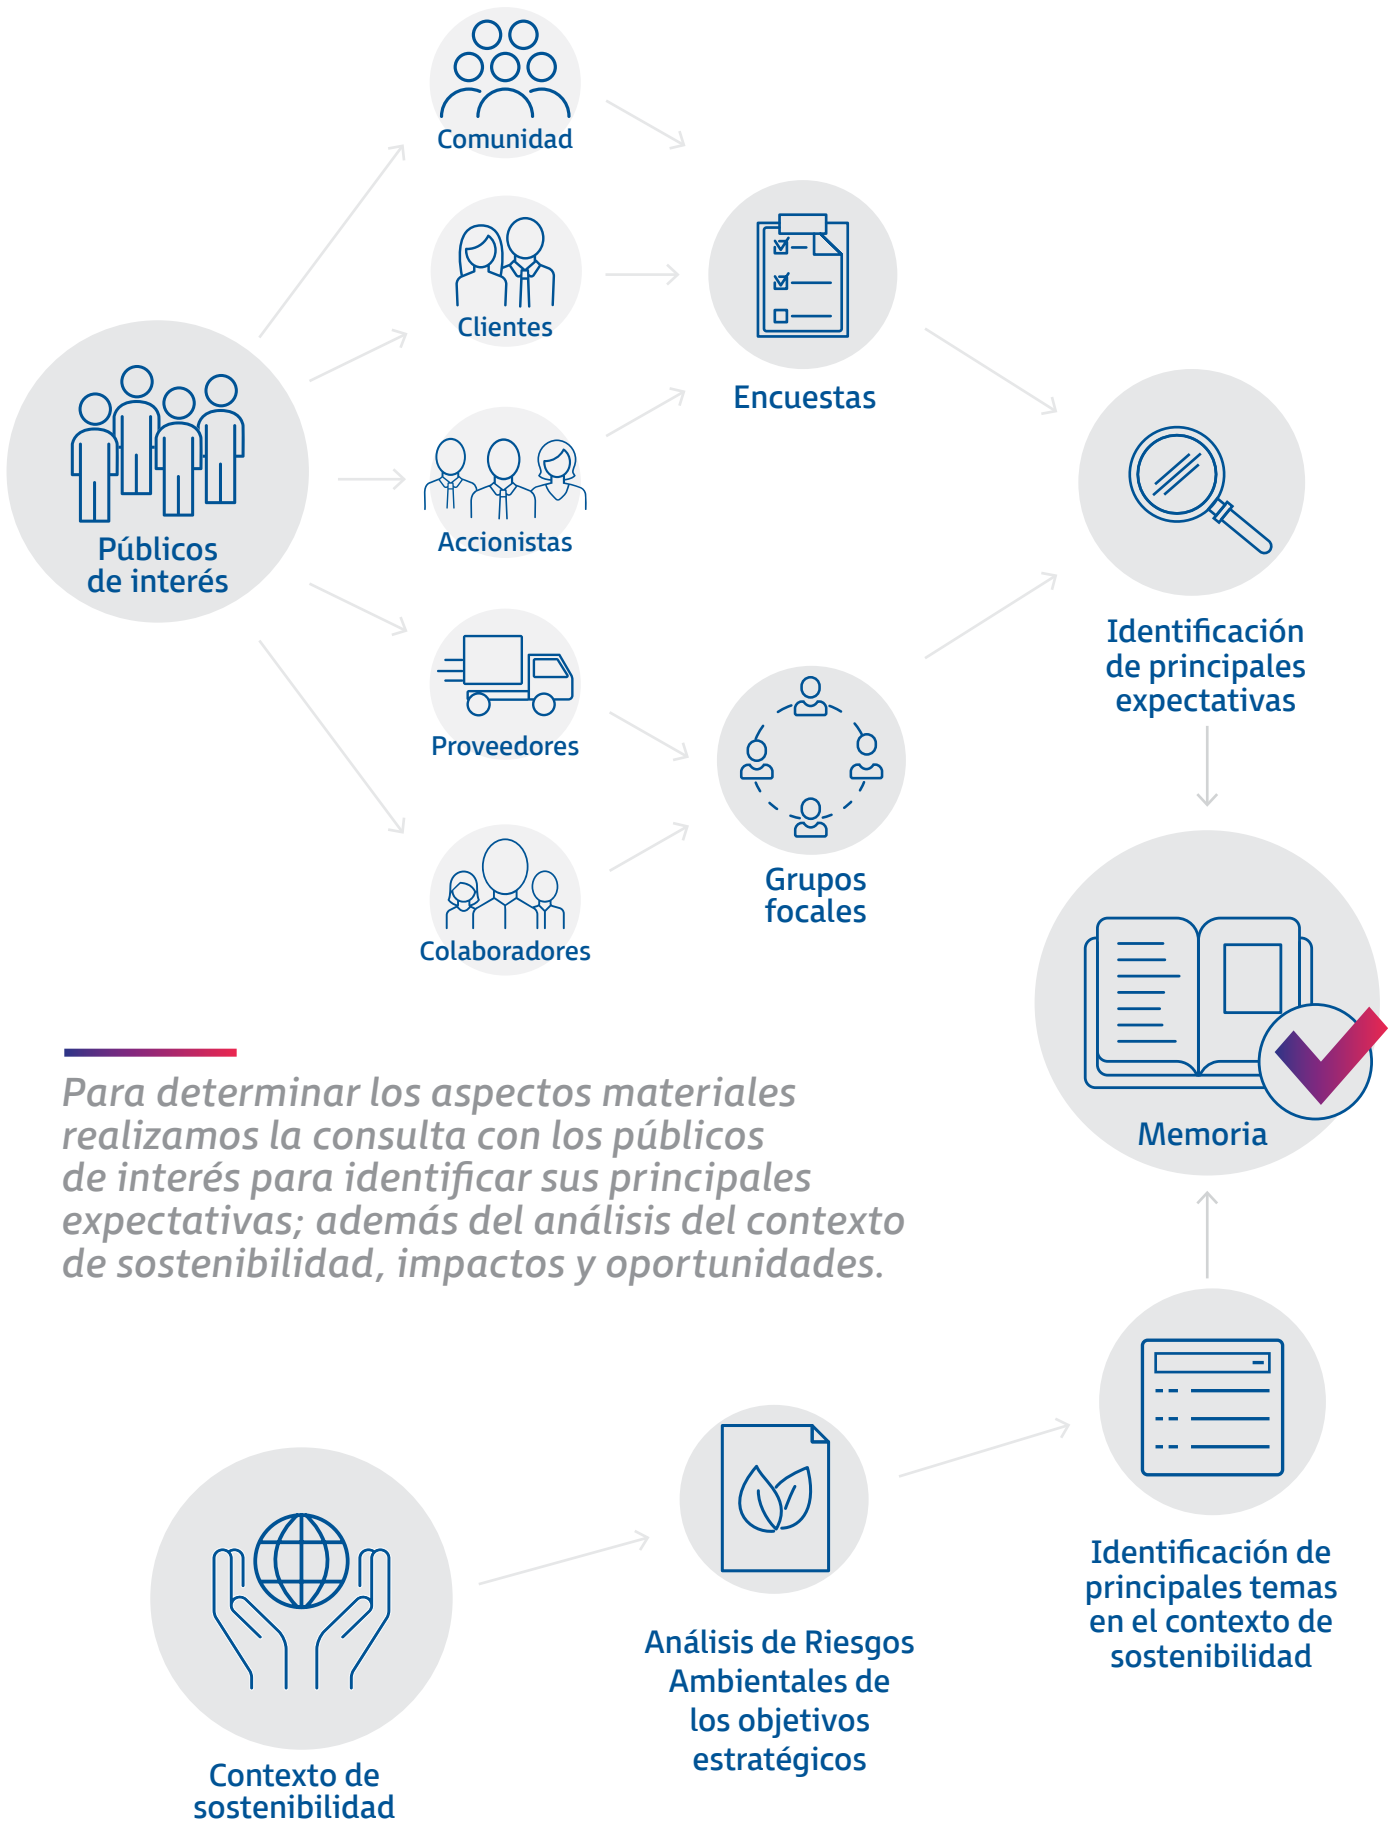 Comunidad
Clientes
Accionistas
Proveedores
Colaboradores
Públicos
de interés
Encuestas
Grupos
focales
Identificación
de principales
expectativas
Memoria
Para determinar los aspectos materiales
realizamos la consulta con los públicos
de interés para identificar sus principales
expectativas; además del análisis del contexto
de sostenibilidad, impactos y oportunidades.
Contexto de
sostenibilidad
Análisis de Riesgos
Ambientales de
los objetivos
estratégicos
Identificación de
principales temas
en el contexto de
sostenibilidad